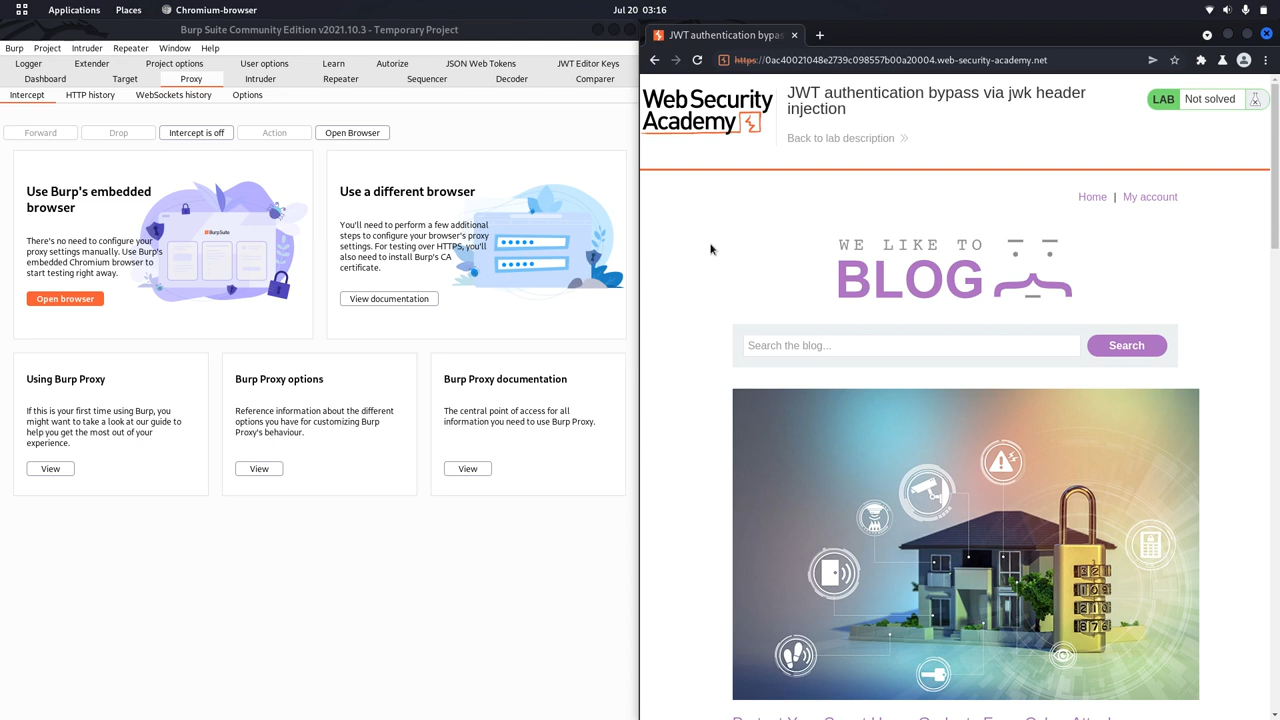 Applications Places Chromium-browser Jul 20 03:16
Burp Suite Community Edition v2021.10.3 - Temporary Project
Burp Project Intruder Repeater Window Help
Logger Extender Project options User options Learn Autorize JSON Web Tokens JWT Editor Keys
Dashboard Target Proxy Intruder Repeater Sequencer Decoder Comparer
Intercept HTTP history WebSockets history Options
Forward Drop Intercept is off Action Open Browser
Use Burp's embedded
browser
There's no need to configure your
proxy settings manually. Use Burp's
embedded Chromium browser to
start testing right away.
Open browser
BurpSuite
Use a different browser
You'll need to perform a few additional
steps to configure your browser's proxy
settings. For testing over HTTPS, you'll
also need to install Burp's CA
certificate.
View documentation
Using Burp Proxy
If this is your first time using Burp, you
might want to take a look at our guide to
help you get the most out of your
experience.
View
Burp Proxy options
Reference information about the different
options you have for customizing Burp
Proxy's behaviour.
View
Burp Proxy documentation
The central point of access for all
information you need to use Burp Proxy.
View
JWT authentication bypas
https://0ac40021048e2739c098557b00a20004.web-security-academy.net
Web Security
Academy
JWT authentication bypass via jwk header
injection
Back to lab description
LAB Not solved
Home | My account
WE LIKE TO
BLOG
Search the blog...
Search
3 2 1
8 7 6